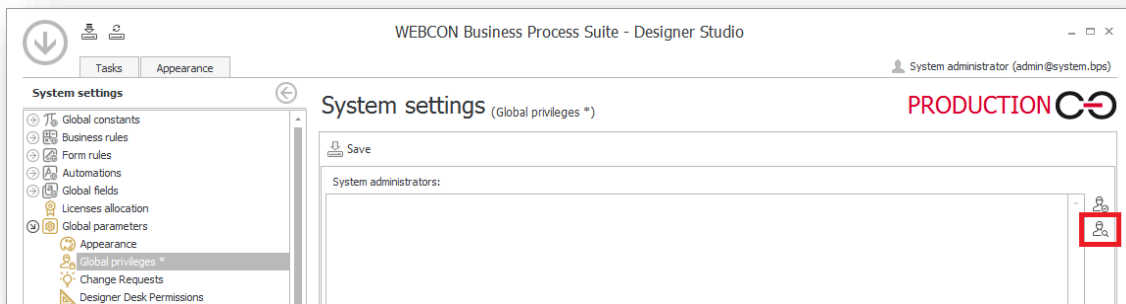 WEBCON Business Process Suite - Designer Studio
Tasks Appearance
System administrator (admin@system.bps)
System settings
System settings (Global privileges *)
PRODUCTION
Global constants
Business rules
Form rules
Automations
Global fields
Licenses allocation
Global parameters
Appearance
Global privileges *
Change Requests
Designer Desk Permissions
Save
System administrators: